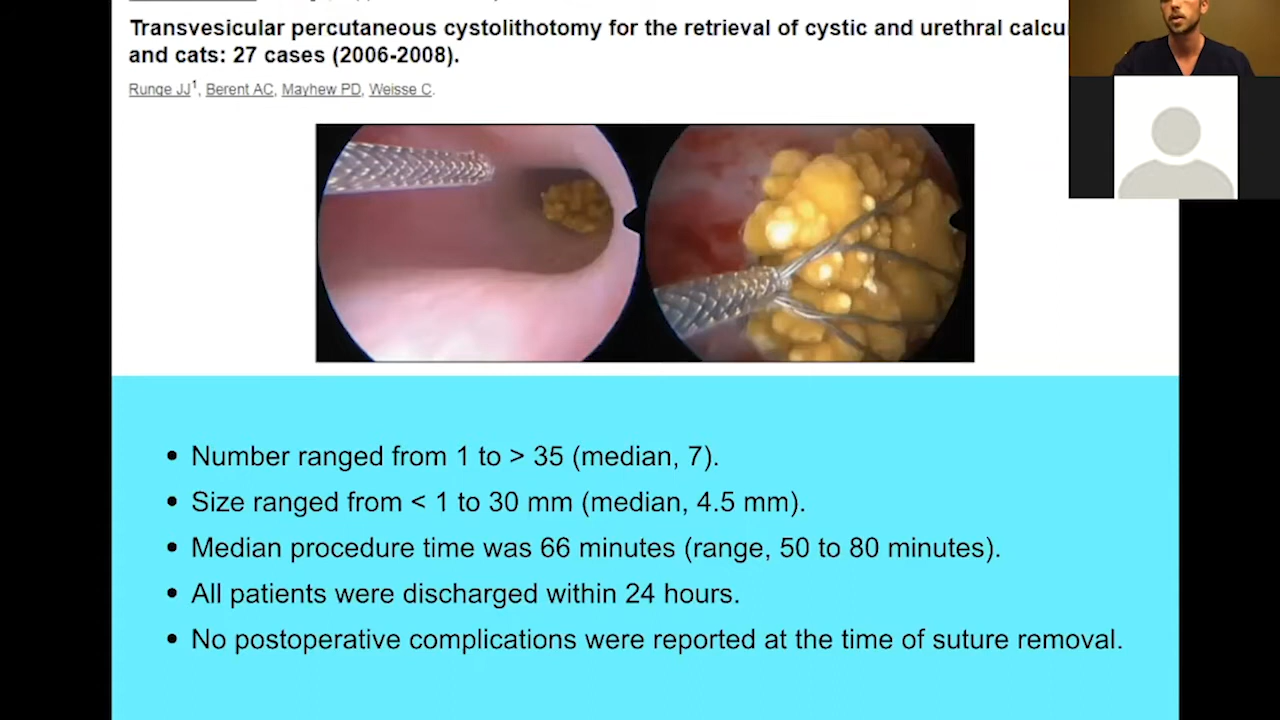 Transvesicular percutaneous cystolithotomy for the retrieval of cystic and urethral
and cats: 27 cases (2006-2008).
Runge JJ1, Berent AC, Mayhew PD, Weisse C.
• Number ranged from 1 to > 35 (median, 7).
• Size ranged from < 1 to 30 mm (median, 4.5 mm).
• Median procedure time was 66 minutes (range, 50 to 80 minutes).
• All patients were discharged within 24 hours.
• No postoperative complications were reported at the time of suture removal.